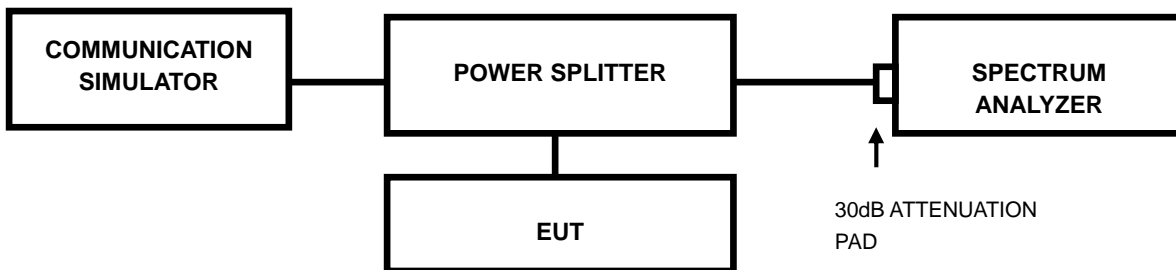 COMMUNICATION
SIMULATOR
POWER SPLITTER
SPECTRUM
ANALYZER
EUT
30dB ATTENUATION
PAD